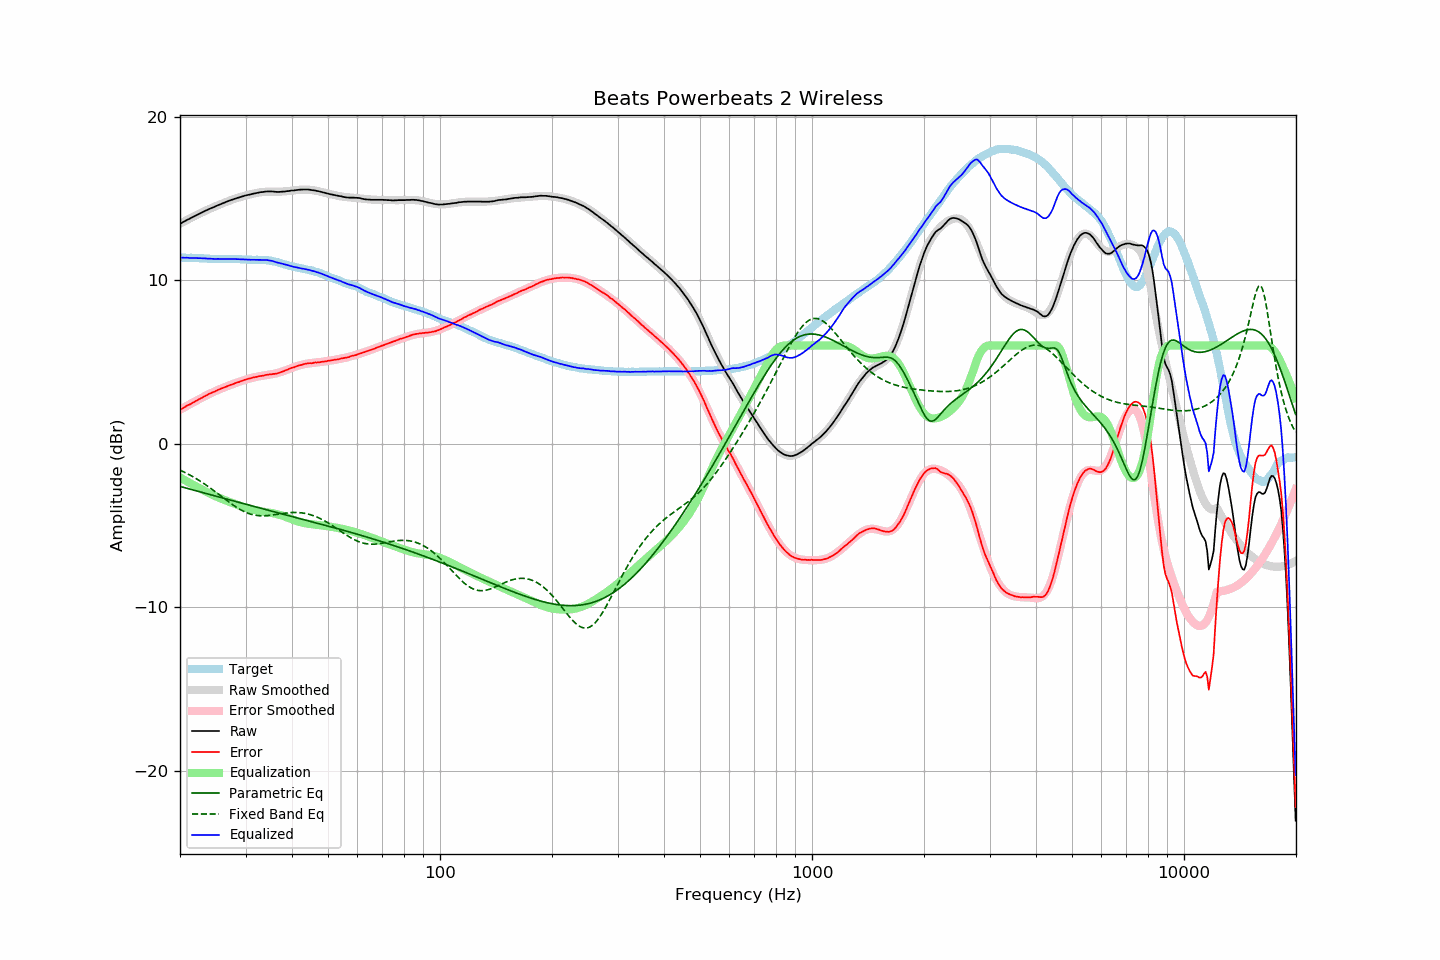 Beats Powerbeats 2 Wireless
20
10
0
−10
−20
Amplitude (dBr)
Target
Raw Smoothed
Error Smoothed
Raw
Error
Equalization
Parametric Eq
Fixed Band Eq
Equalized
100
1000
10000
Frequency (Hz)